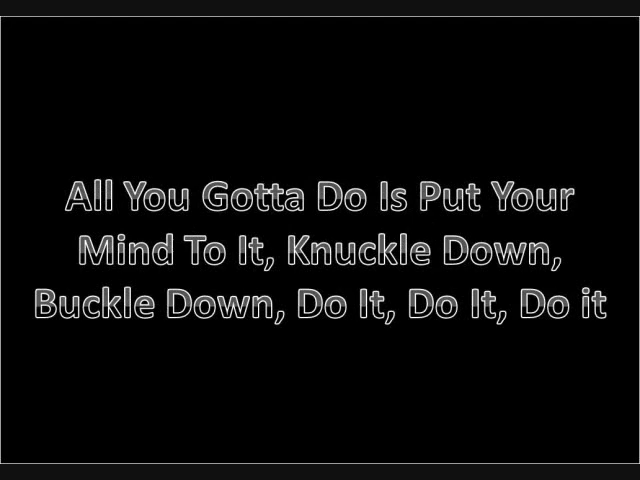 All You Gotta Do Is Put Your
Mind To It, Knuckle Down,
Buckle Down, Do It, Do It, Do it